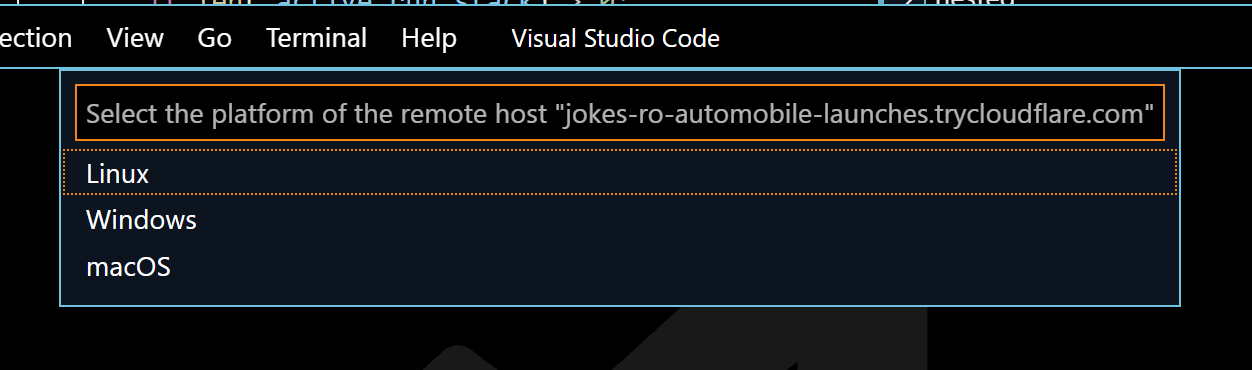 ection View Go Terminal Help Visual Studio Code
Select the platform of the remote host "jokes-ro-automobile-launches.trycloudflare.com"
Linux
Windows
macOS